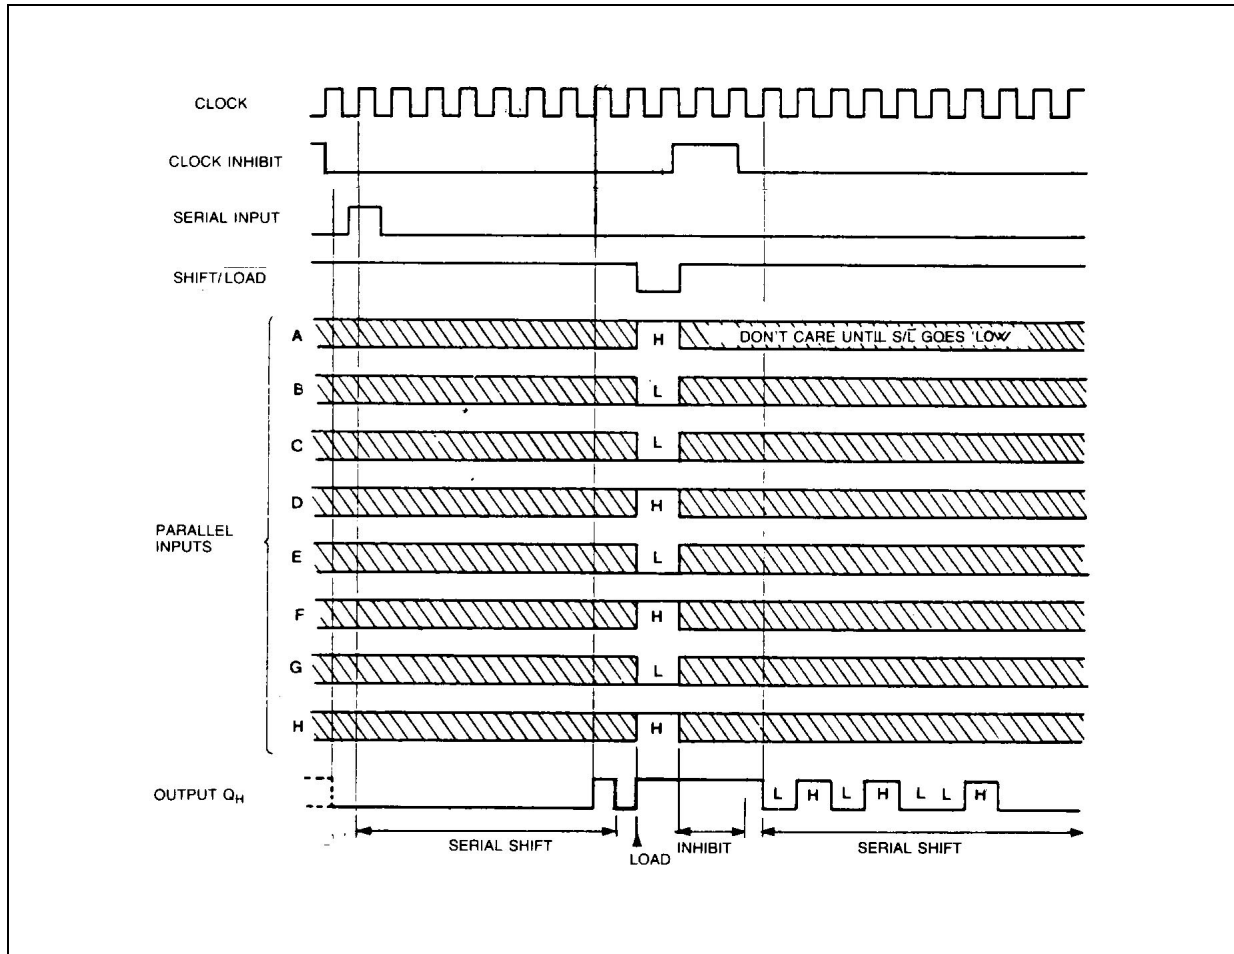 CLOCK
CLOCK INHIBIT
SERIAL INPUT
SHIFT/LOAD
A H DON'T CARE UNTIL S/L GOES LOW
B L
C L
D H
PARALLEL
INPUTS
E L
F H
G L
H H
OUTPUT QH L H L H L L H
SERIAL SHIFT LOAD INHIBIT SERIAL SHIFT